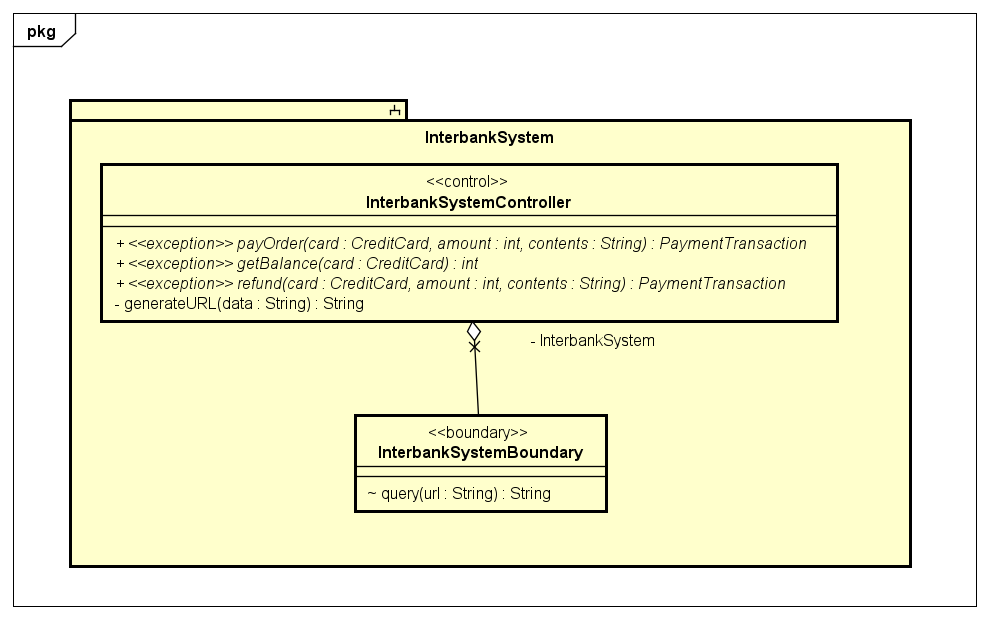 pkg
InterbankSystem
<<control>>
InterbankSystemController
+ <<exception>> payOrder(card : CreditCard, amount : int, contents : String) : PaymentTransaction
+ <<exception>> getBalance(card : CreditCard) : int
+ <<exception>> refund(card : CreditCard, amount : int, contents : String) : PaymentTransaction
- generateURL(data : String) : String
- InterbankSystem
<<boundary>>
InterbankSystemBoundary
~ query(url : String) : String